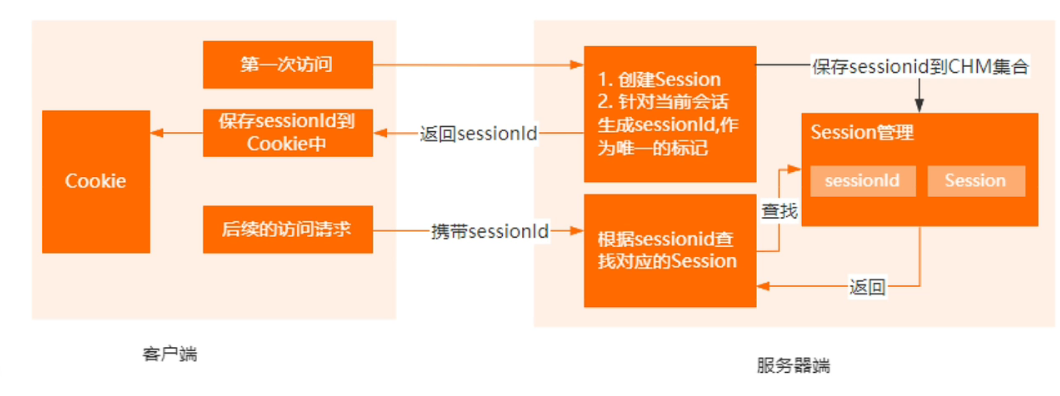 第一次访问
1. 创建Session
2. 针对当前会话
生成sessionId,作
为唯一的标记
保存sessionid到CHM集合
保存sessionId到
Cookie中
返回sessionId
Session管理
sessionId
Session
Cookie
后续的访问请求
携带sessionId
根据sessionid查
找对应的Session
查找
返回
客户端
服务器端